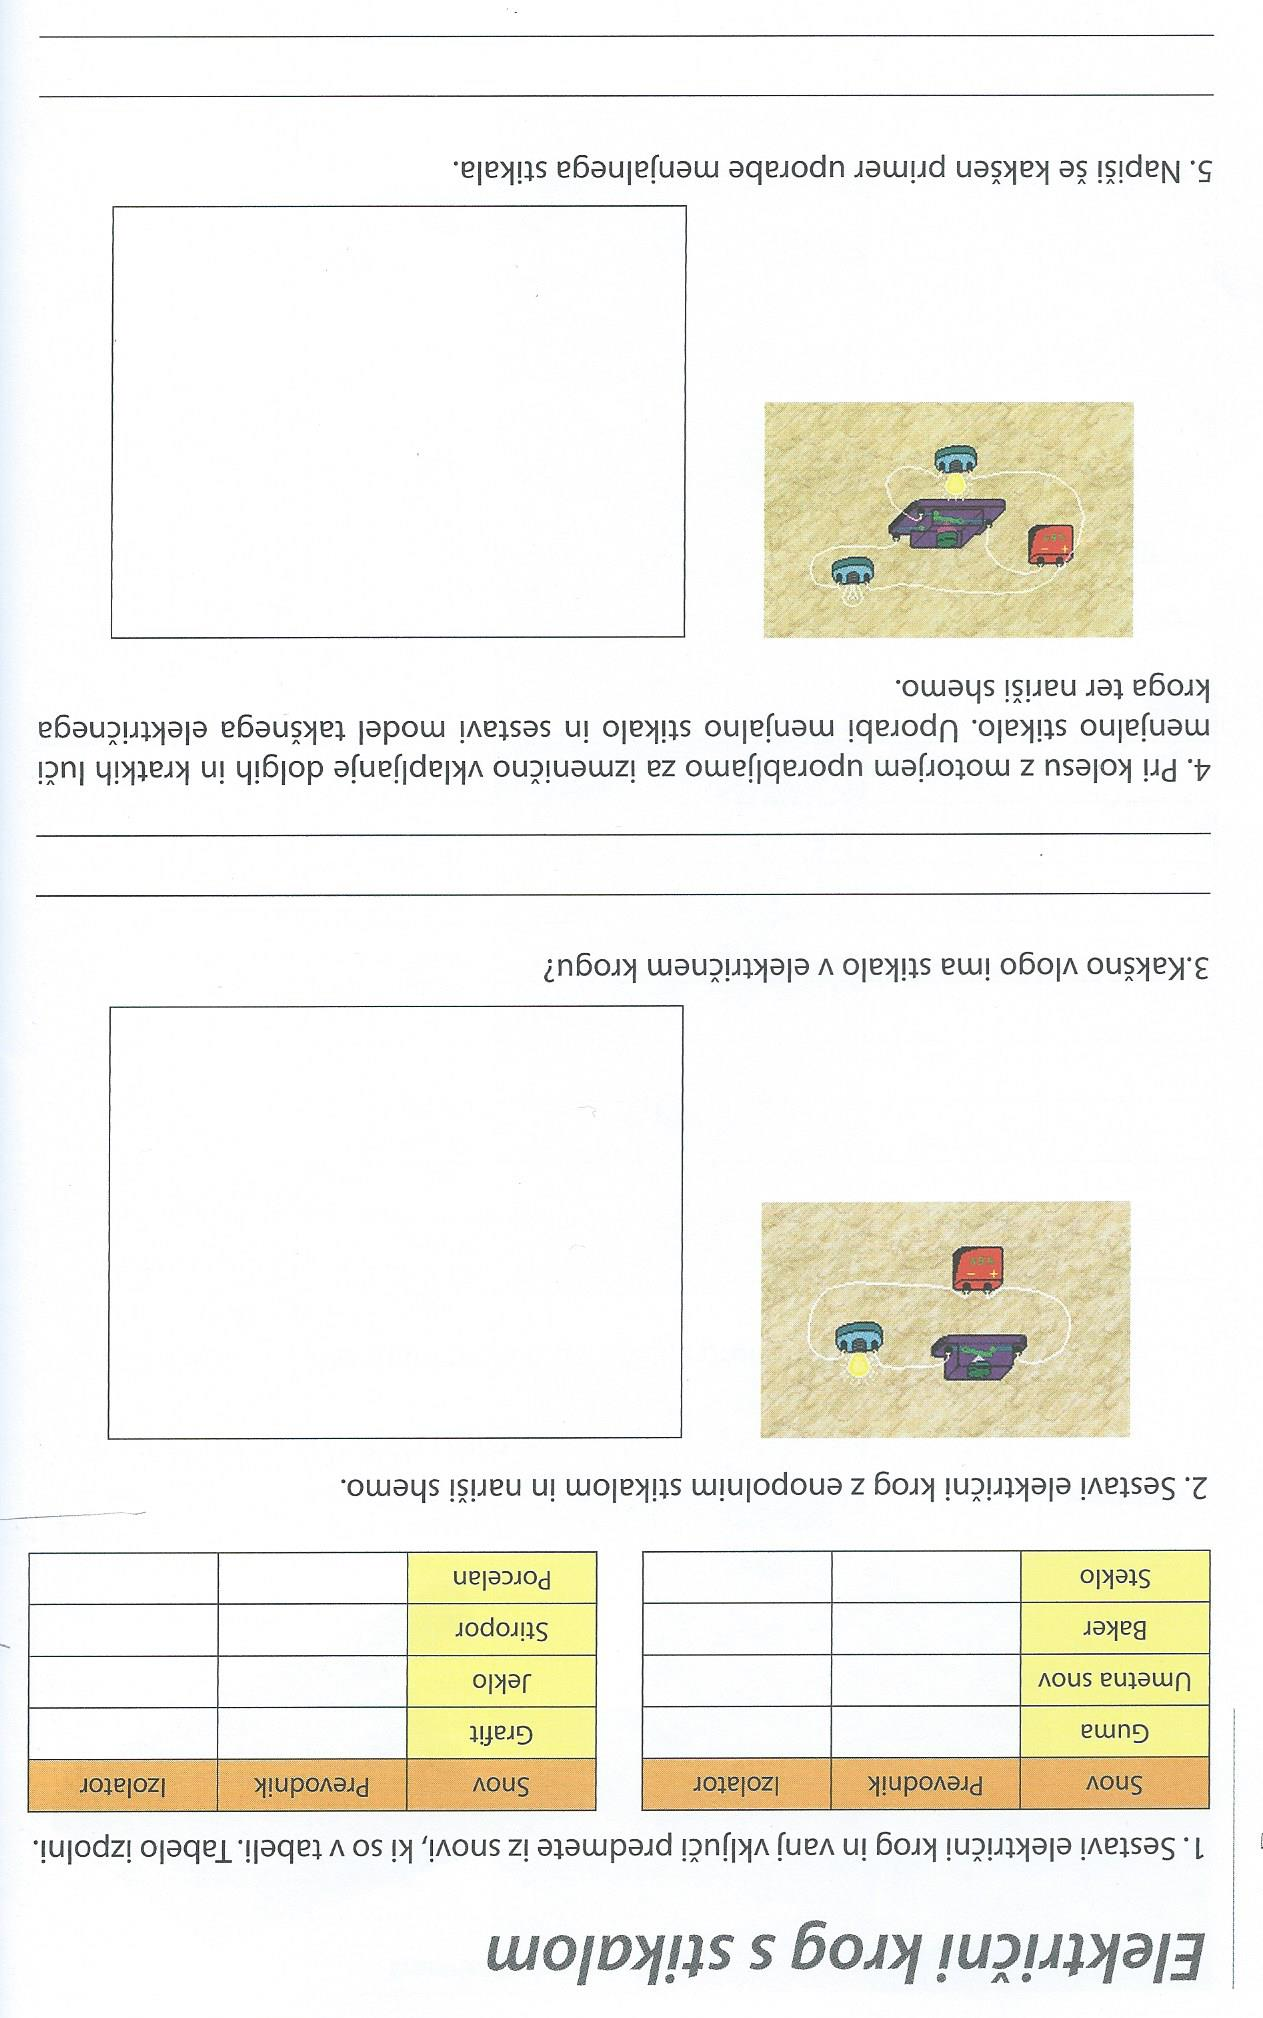 Električni krog s stikalom
1. Sestavi električni krog in vanj vključi predmete iz snovi, ki so v tabeli. Tabelo izpolni.
Snov Prevodnik Izolator
Guma
Umetna snov
Baker
Steklo
Snov Prevodnik Izolator
Grafit
Jeklo
Stiropor
Porcelan
2. Sestavi električni krog z enopolnim stikalom in nariši shemo.
+ −
3.Kakšno vlogo ima stikalo v električnem krogu?
4. Pri kolesu z motorjem uporabljamo za izmenično vklapljanje dolgih in kratkih luči
menjalno stikalo. Uporabi menjalno stikalo in sestavi model takšnega električnega
kroga ter nariši shemo.
+ −
5. Napiši še kakšen primer uporabe menjalnega stikala.